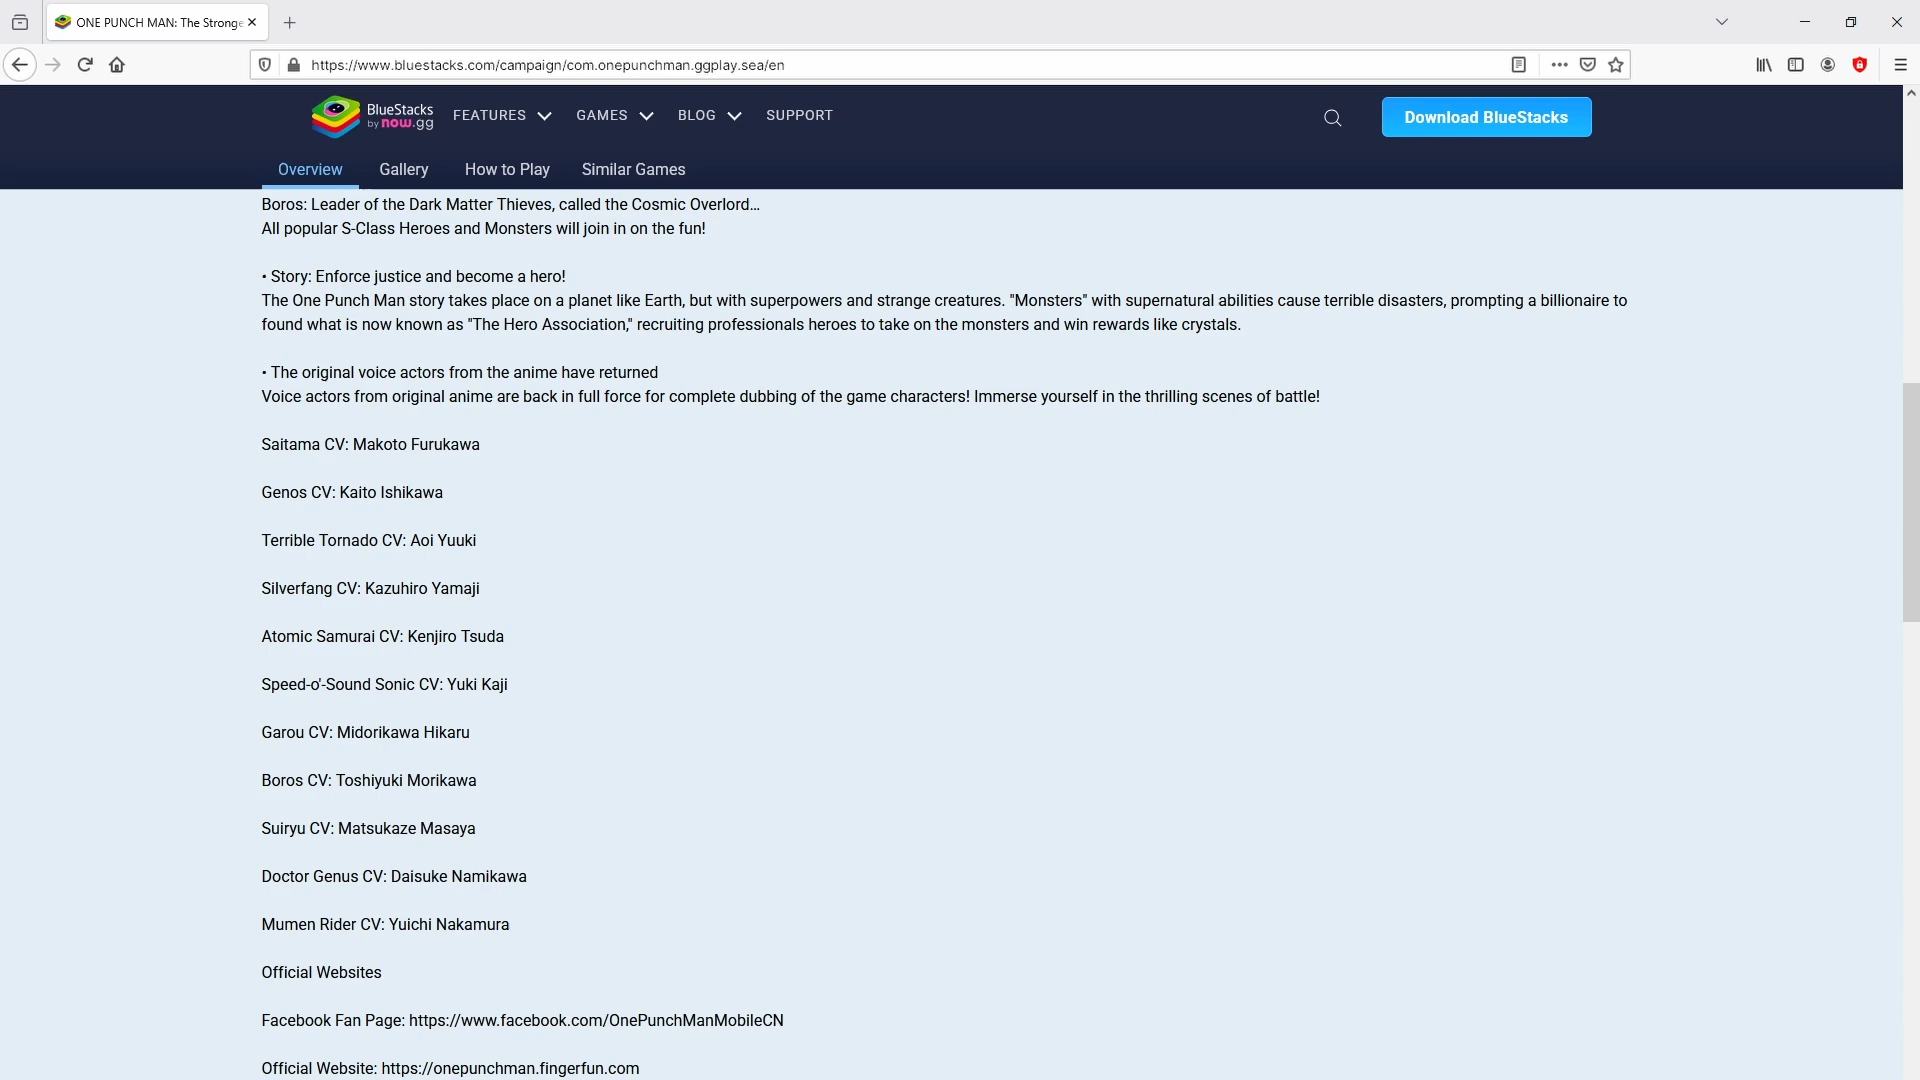 ONE PUNCH MAN: The Stronge
https://www.bluestacks.com/campaign/com.onepunchman.ggplay.sea/en
BlueStacks
by now.gg
FEATURES
GAMES
BLOG
SUPPORT
Download BlueStacks
Overview
Gallery
How to Play
Similar Games
Boros: Leader of the Dark Matter Thieves, called the Cosmic Overlord…
All popular S-Class Heroes and Monsters will join in on the fun!
• Story: Enforce justice and become a hero!
The One Punch Man story takes place on a planet like Earth, but with superpowers and strange creatures. "Monsters" with supernatural abilities cause terrible disasters, prompting a billionaire to
found what is now known as "The Hero Association," recruiting professionals heroes to take on the monsters and win rewards like crystals.
• The original voice actors from the anime have returned
Voice actors from original anime are back in full force for complete dubbing of the game characters! Immerse yourself in the thrilling scenes of battle!
Saitama CV: Makoto Furukawa
Genos CV: Kaito Ishikawa
Terrible Tornado CV: Aoi Yuuki
Silverfang CV: Kazuhiro Yamaji
Atomic Samurai CV: Kenjiro Tsuda
Speed-o'-Sound Sonic CV: Yuki Kaji
Garou CV: Midorikawa Hikaru
Boros CV: Toshiyuki Morikawa
Suiryu CV: Matsukaze Masaya
Doctor Genus CV: Daisuke Namikawa
Mumen Rider CV: Yuichi Nakamura
Official Websites
Facebook Fan Page: https://www.facebook.com/OnePunchManMobileCN
Official Website: https://onepunchman.fingerfun.com